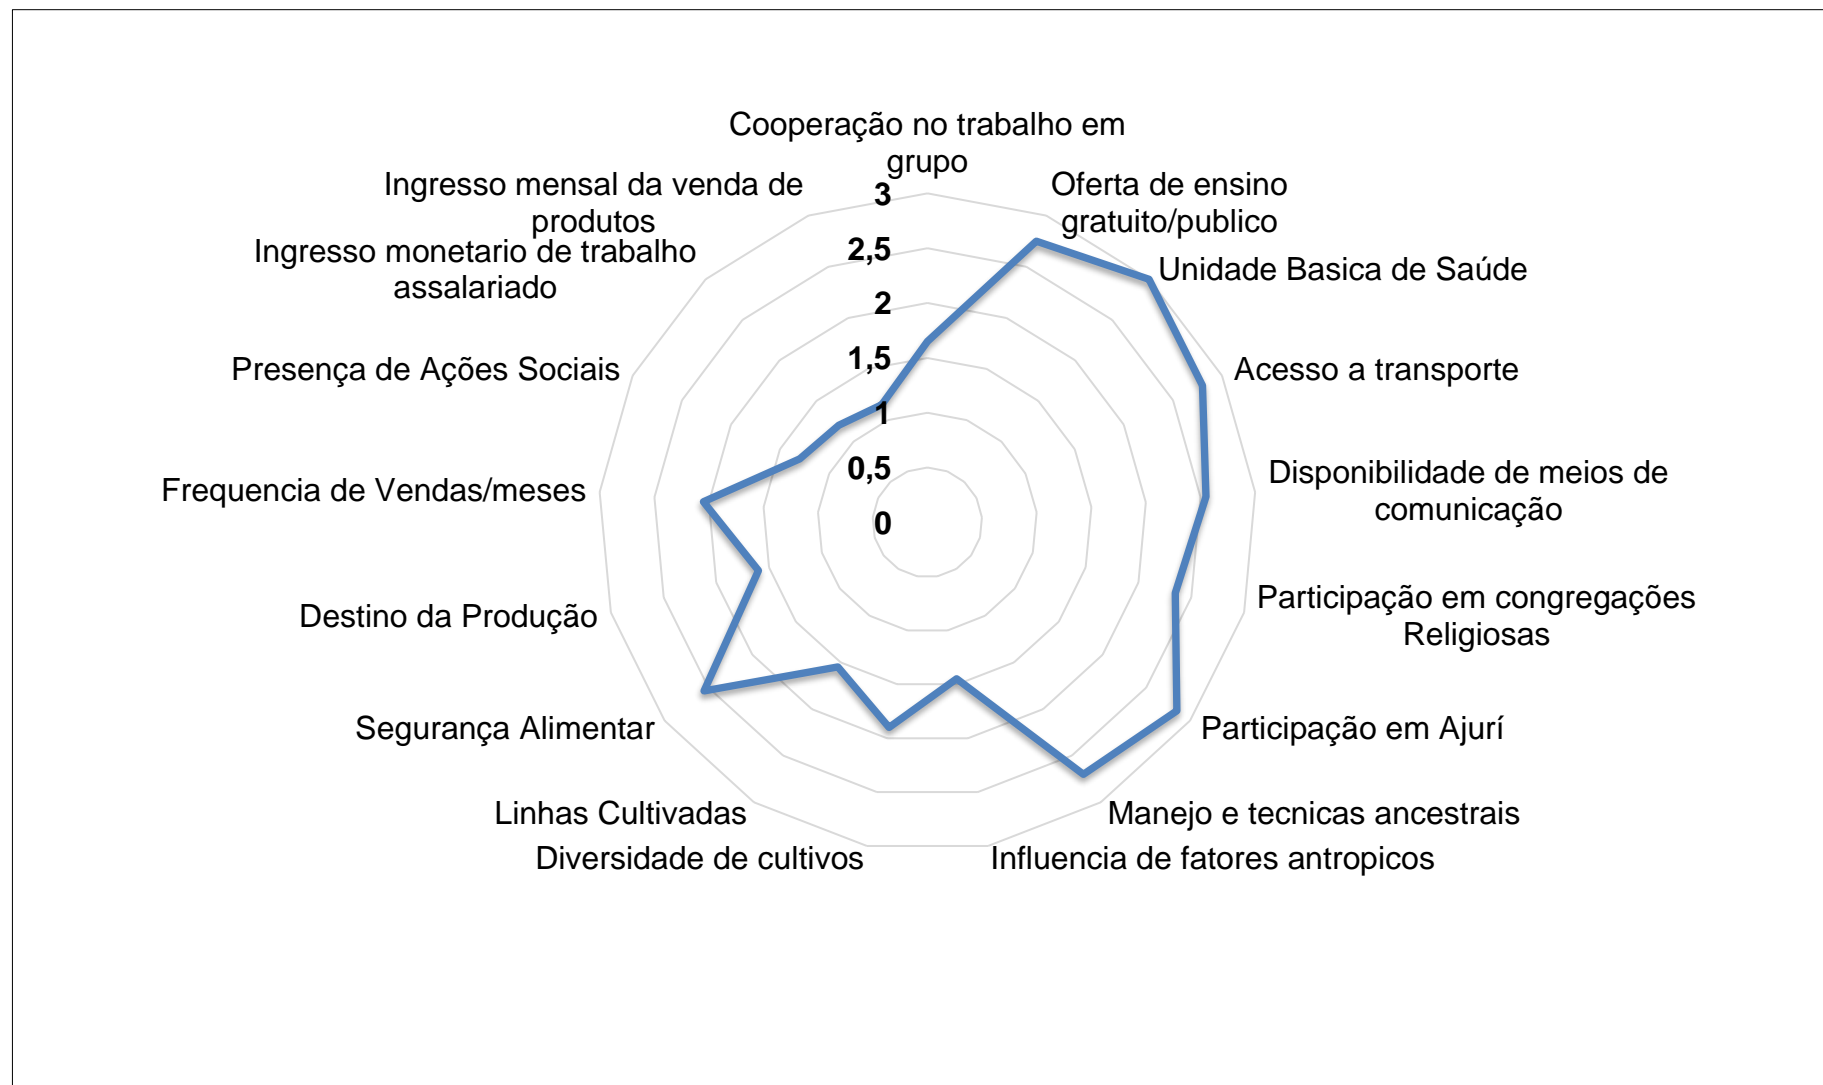 Cooperação no trabalho em
grupo
Oferta de ensino
gratuito/publico
Unidade Basica de Saúde
Acesso a transporte
Disponibilidade de meios de
comunicação
Participação em congregações
Religiosas
Participação em Ajurí
Manejo e tecnicas ancestrais
Influencia de fatores antropicos
Diversidade de cultivos
Linhas Cultivadas
Segurança Alimentar
Destino da Produção
Frequencia de Vendas/meses
Presença de Ações Sociais
Ingresso monetario de trabalho
assalariado
Ingresso mensal da venda de
produtos
3
2,5
2
1,5
1
0,5
0